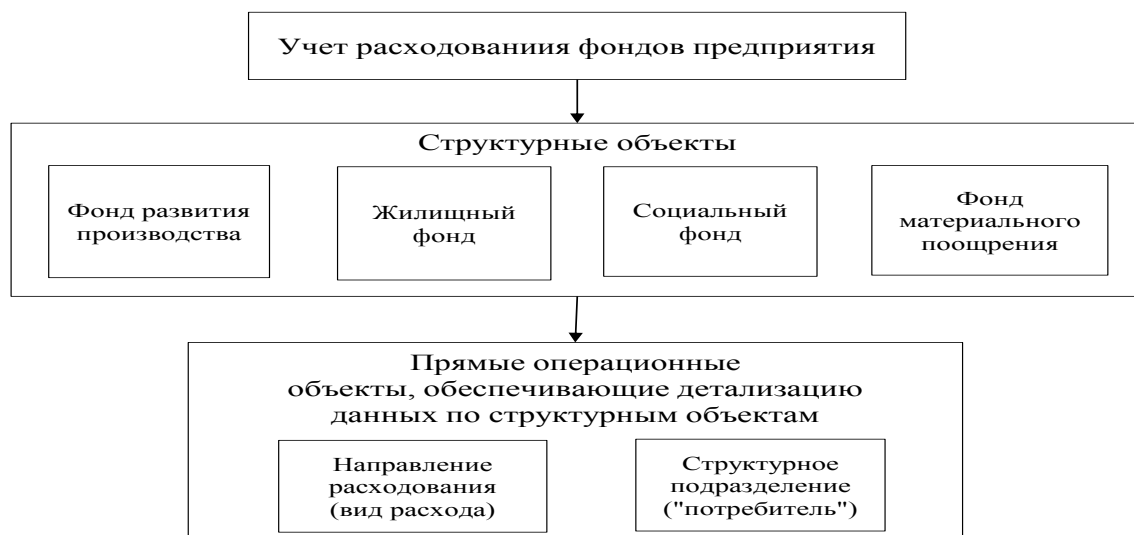 Учет расходованиия фондов предприятия
Структурные объекты
Фонд развития
производства
Жилищный
фонд
Социальный
фонд
Фонд
материального
поощрения
Прямые операционные
объекты, обеспечивающие детализацию
данных по структурным объектам
Направление
расходования
(вид расхода)
Структурное
подразделение
("потребитель")